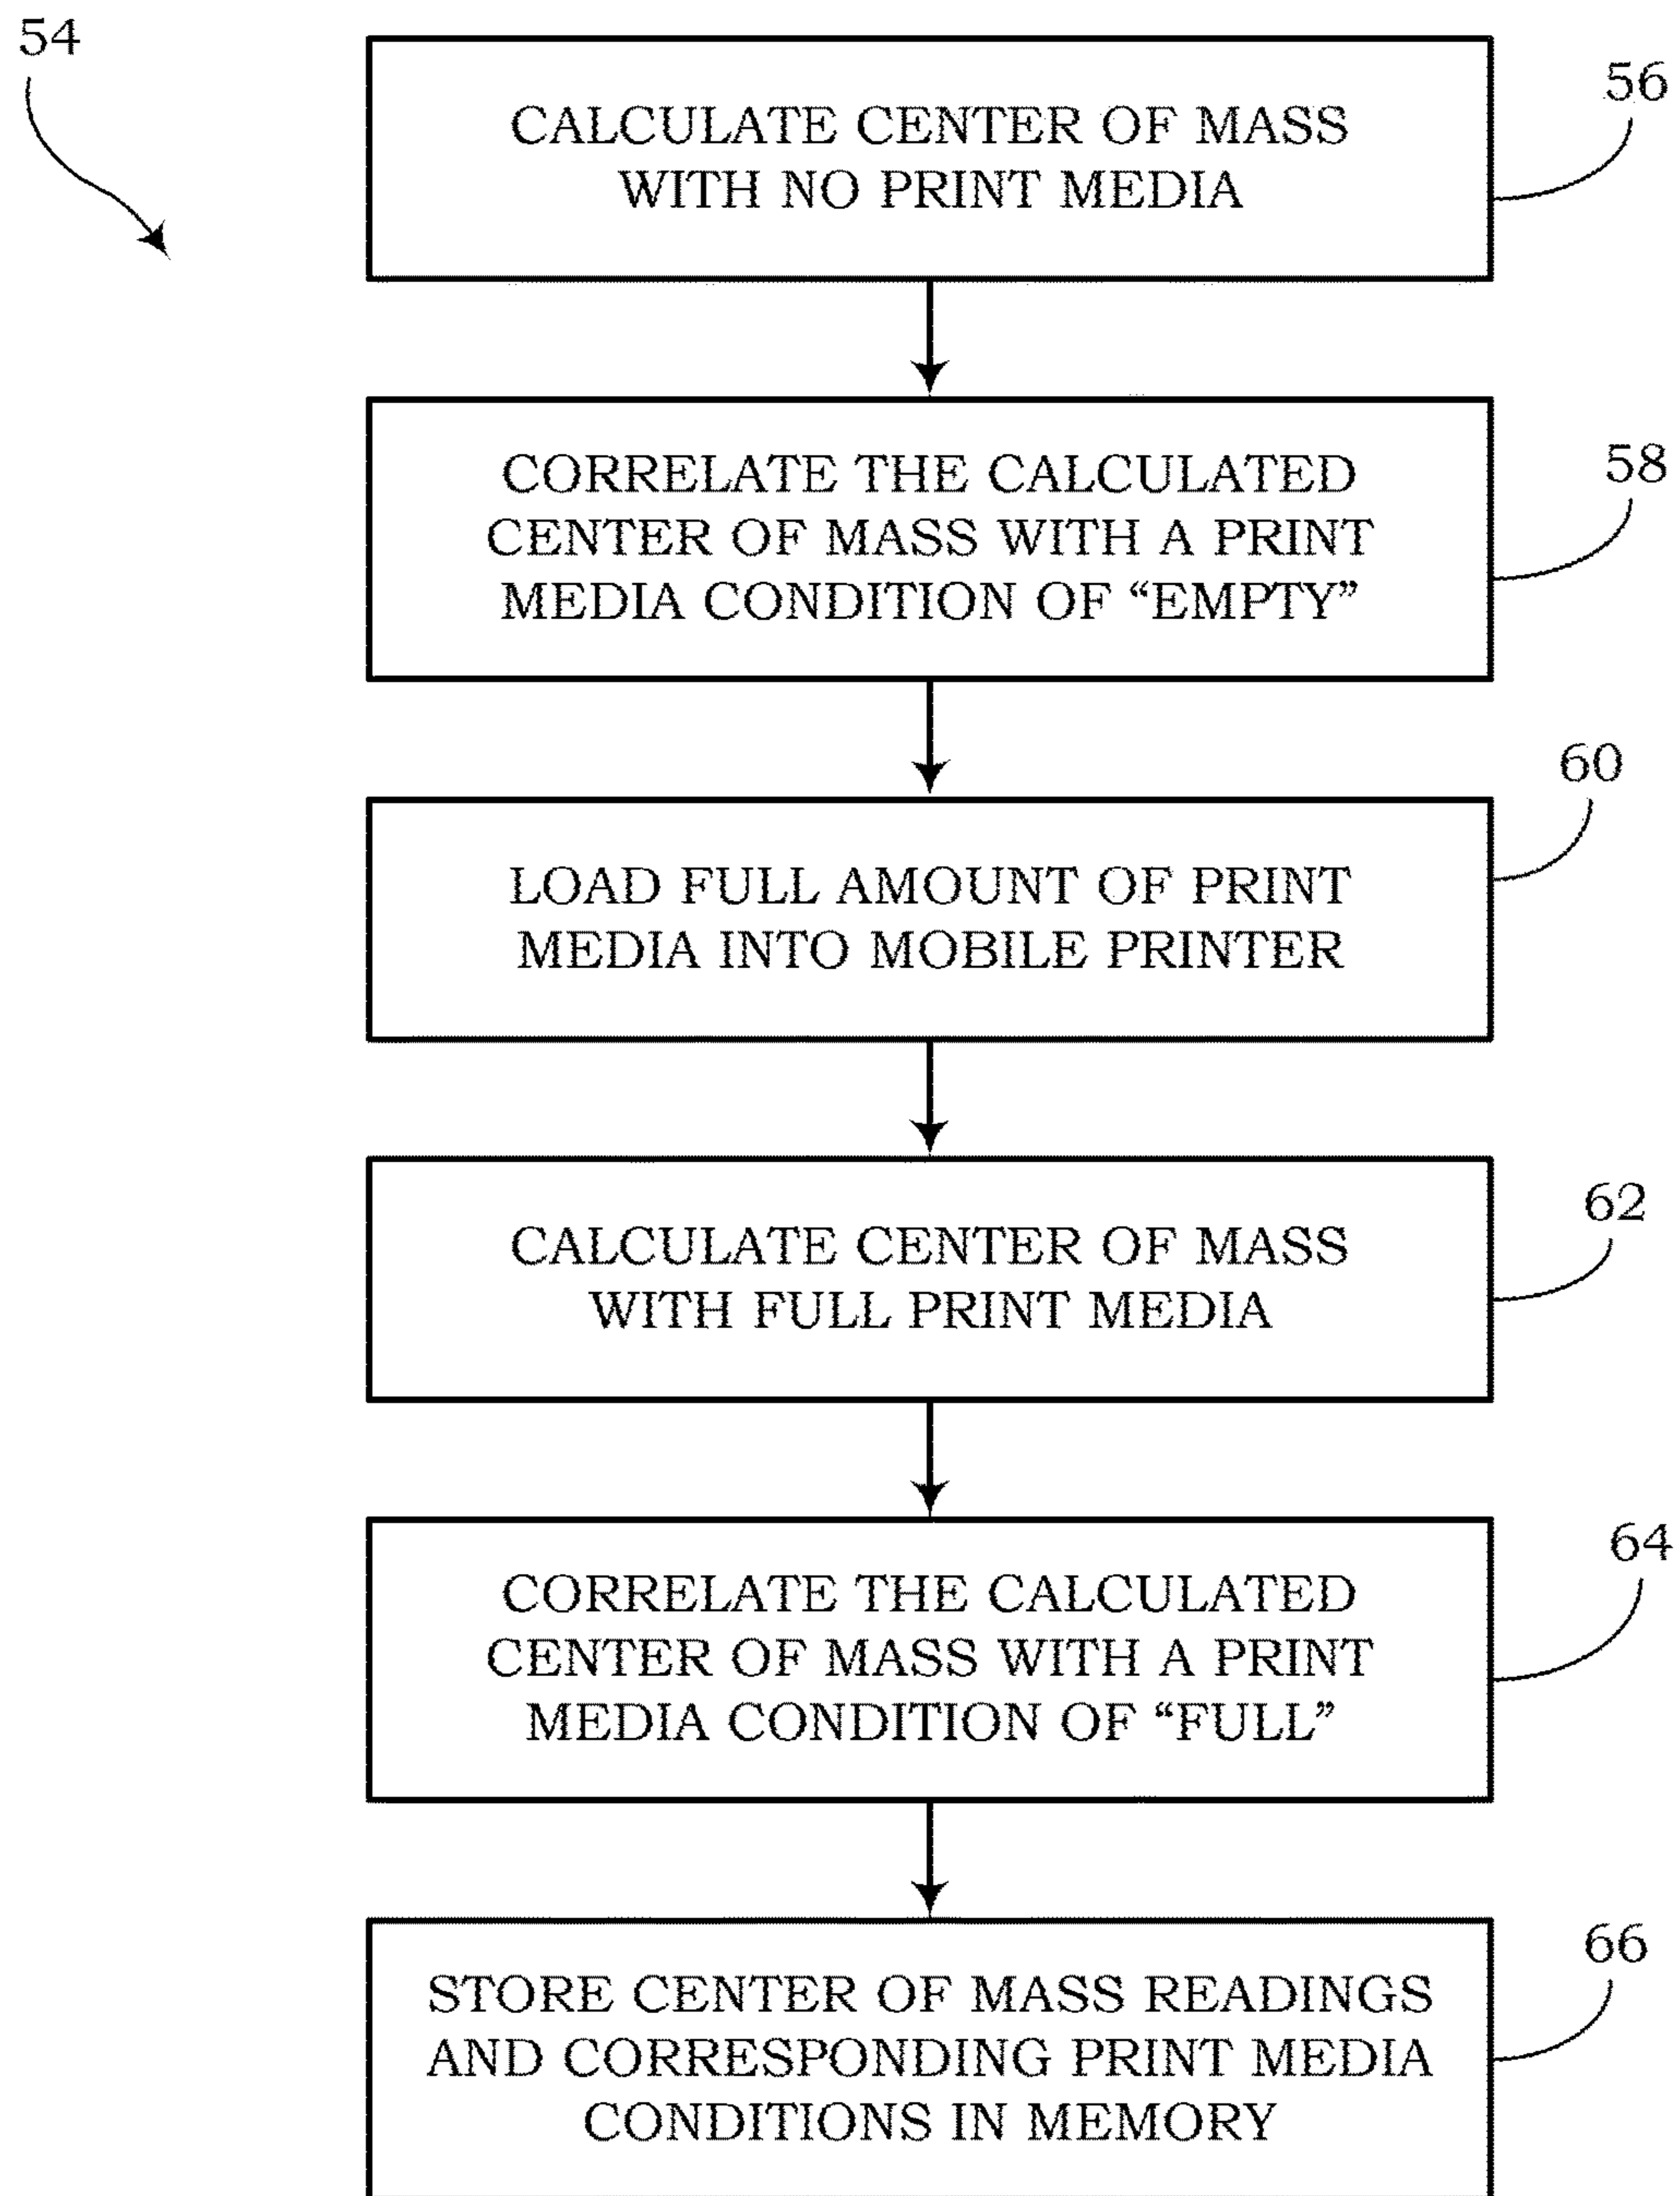 54
CALCULATE CENTER OF MASS
WITH NO PRINT MEDIA
56
CORRELATE THE CALCULATED
CENTER OF MASS WITH A PRINT
MEDIA CONDITION OF “EMPTY”
58
LOAD FULL AMOUNT OF PRINT
MEDIA INTO MOBILE PRINTER
60
CALCULATE CENTER OF MASS
WITH FULL PRINT MEDIA
62
CORRELATE THE CALCULATED
CENTER OF MASS WITH A PRINT
MEDIA CONDITION OF “FULL”
64
STORE CENTER OF MASS READINGS
AND CORRESPONDING PRINT MEDIA
CONDITIONS IN MEMORY
66